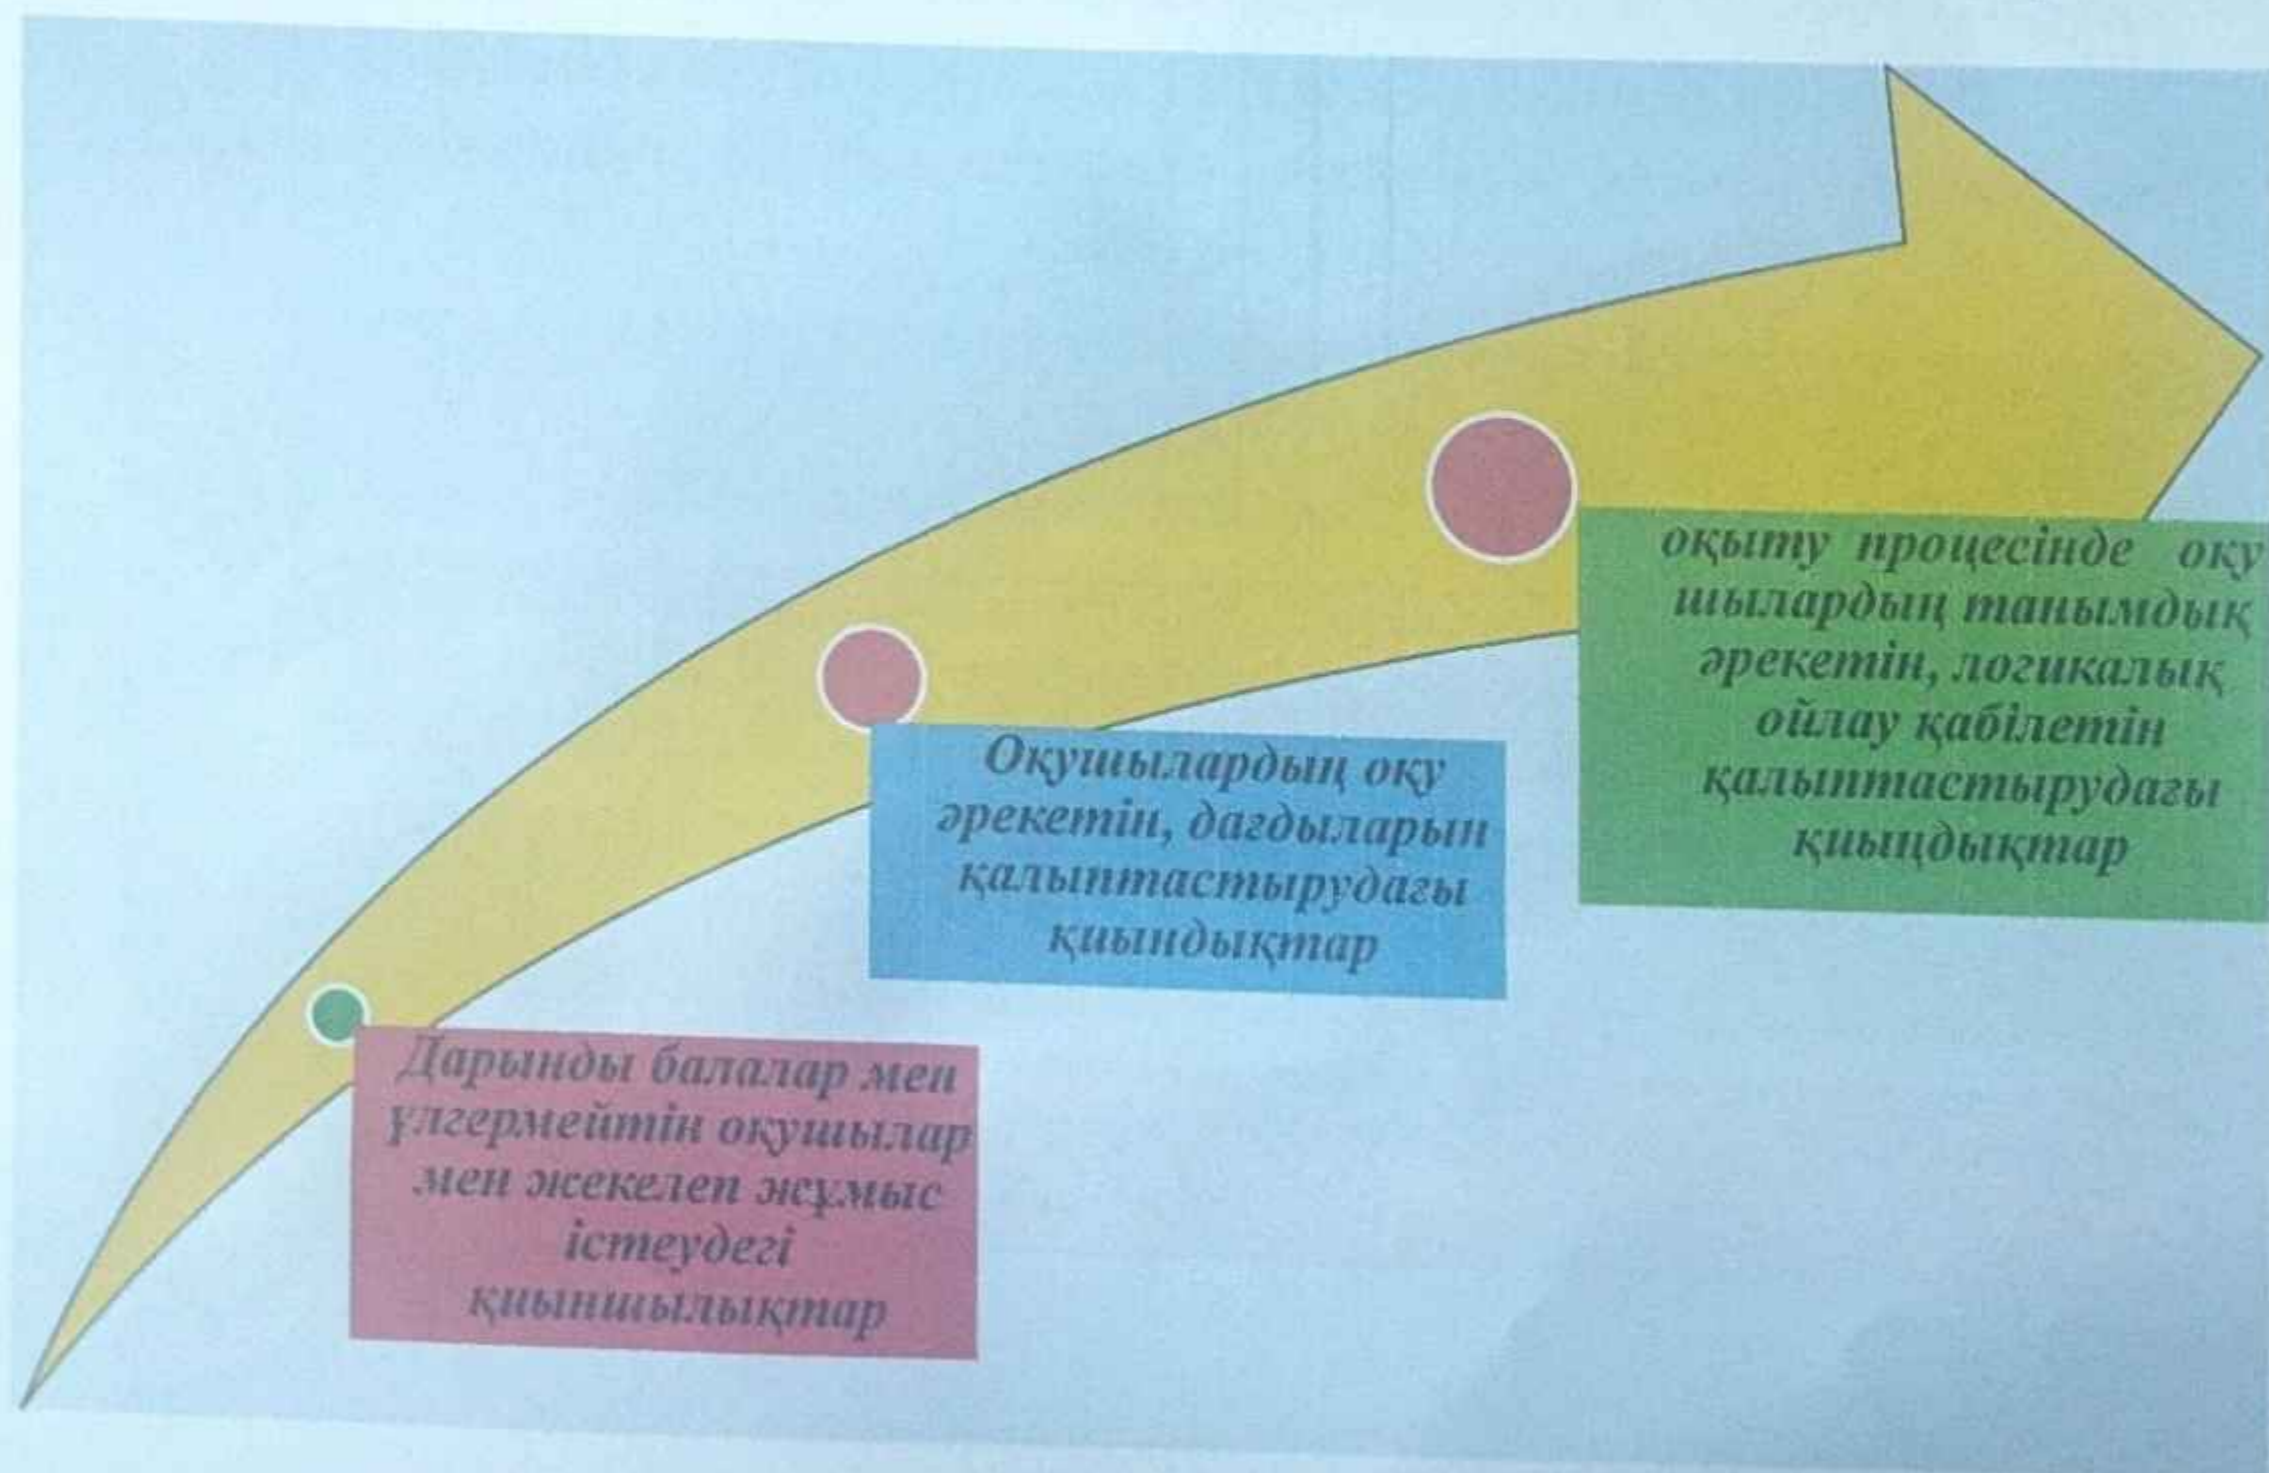 Дарынды балалар мен
үлгермейтін оқушылар
мен жекелеп жұмыс
істеудегі
қиыншылықтар
Оқушылардың оқу
әрекетін, дағдыларын
қалыптастырудағы
қиындықтар
оқыту процесінде оқу
шылардың танымдық
әрекетін, логикалық
ойлау қабілетін
қалыптастырудағы
қиыңдықтар